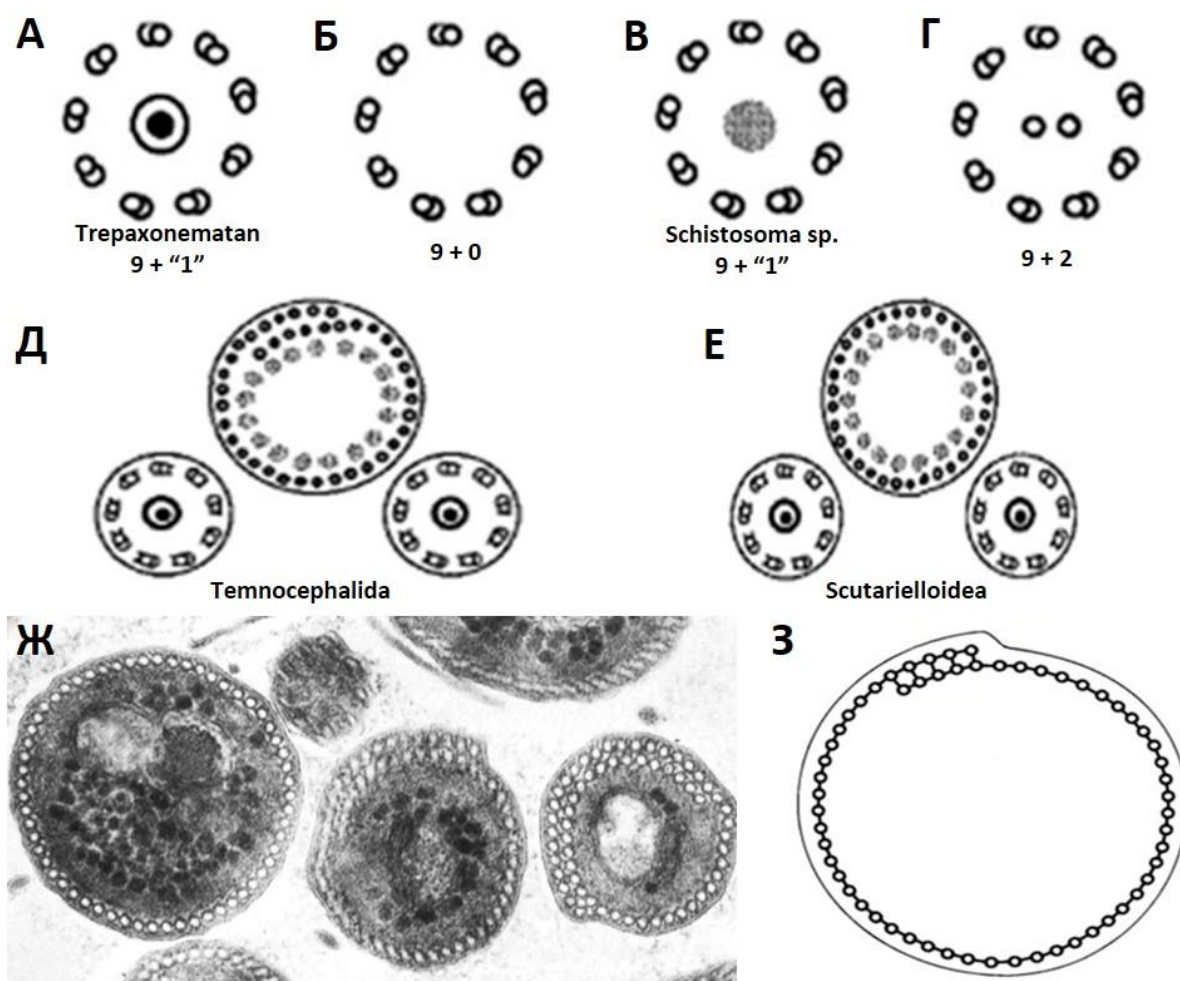 А Б В Г
Trepaxonematan
9 + “1”
9 + 0
Schistosoma sp.
9 + “1”
9 + 2
Д Е
Temnocephalida
Scutarielloidea
Ж З